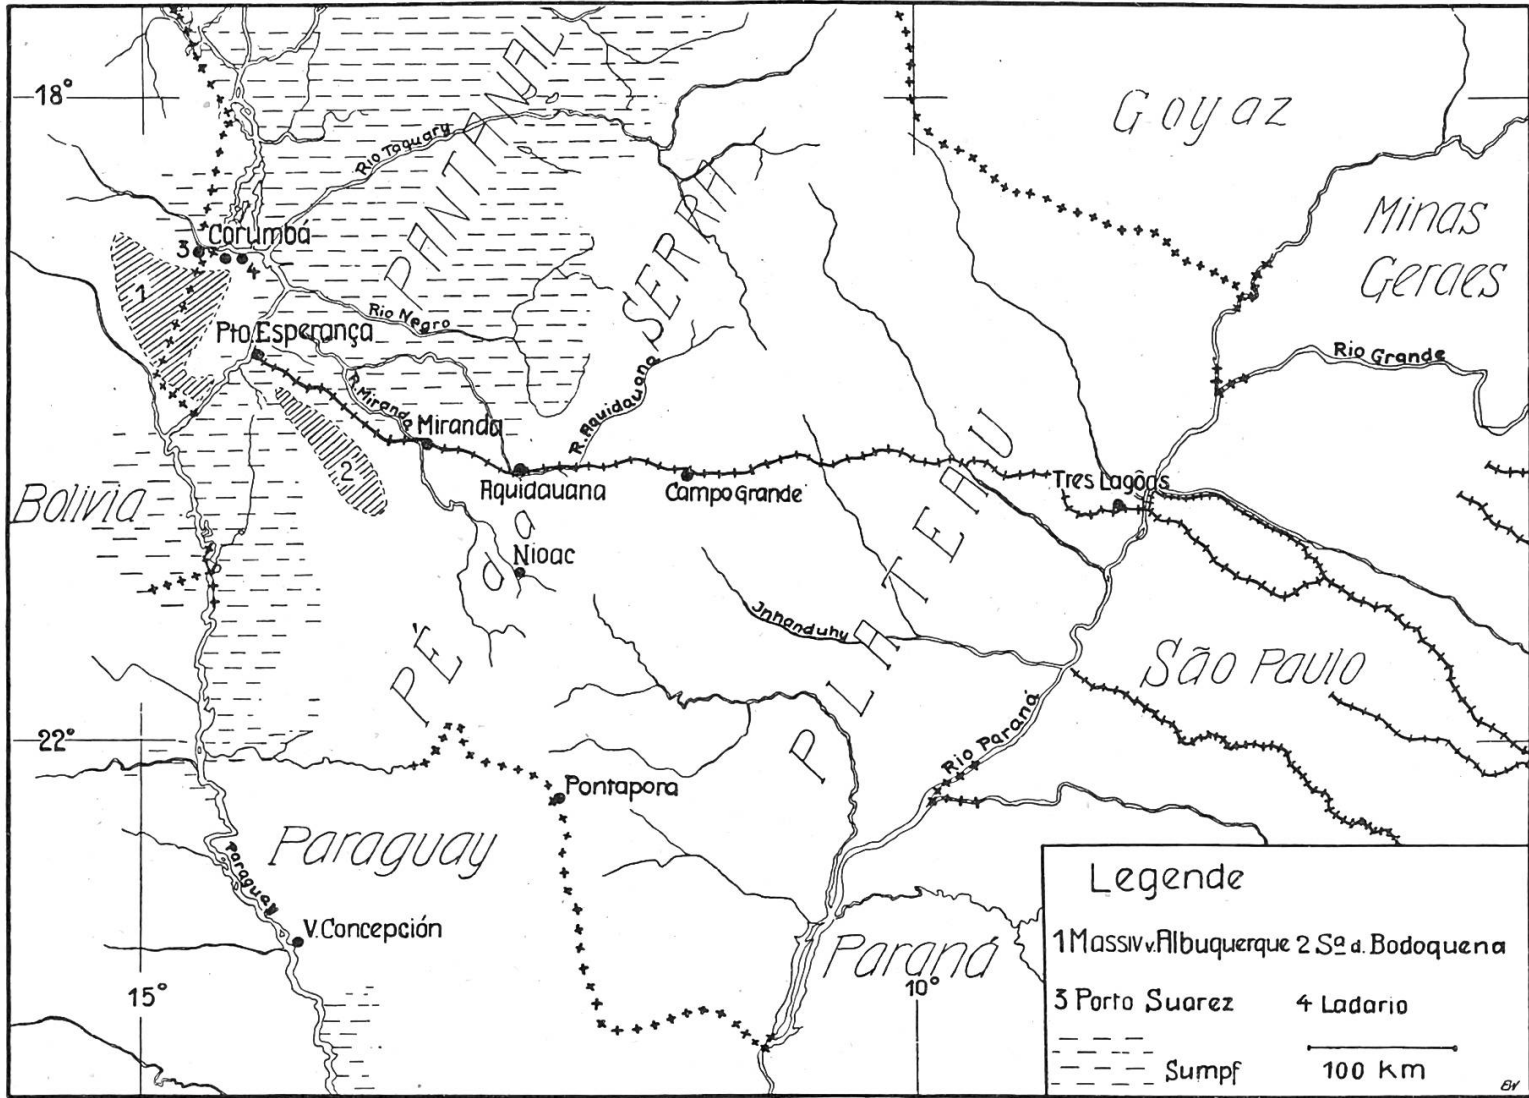 18°
Goyaz
PANTANAL
Rio Taquary
SERRA
Minas
Geraes
Corumbá
3
4
1
Rio Negro
Pto. Esperança
Rio Grande
R. Miranda
R. Aquidauana
Miranda
2
Bolivia
Aquidauana
Campo Grande
Tres Lagôas
Nioac
PÉ da
PLATEAU
Jnhanduhy
São Paulo
22°
Rio Paraná
Pontapora
Paraguay
Paraguay
V. Concepción
Paraná
15°
10°
Legende
1 Massiv v. Albuquerque 2 Sª d. Bodoquena
3 Porto Suarez 4 Ladario
Sumpf 100 Km